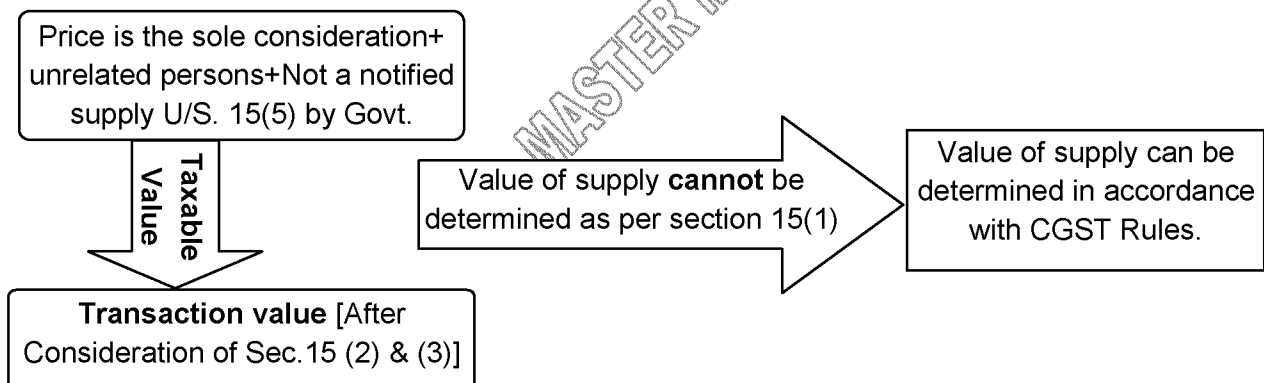 Price is the sole consideration+
unrelated persons+Not a notified
supply U/S. 15(5) by Govt.
Taxable
Value
Transaction value [After
Consideration of Sec.15 (2) & (3)]
Value of supply cannot be
determined as per section 15(1)
Value of supply can be
determined in accordance
with CGST Rules.
MASTER